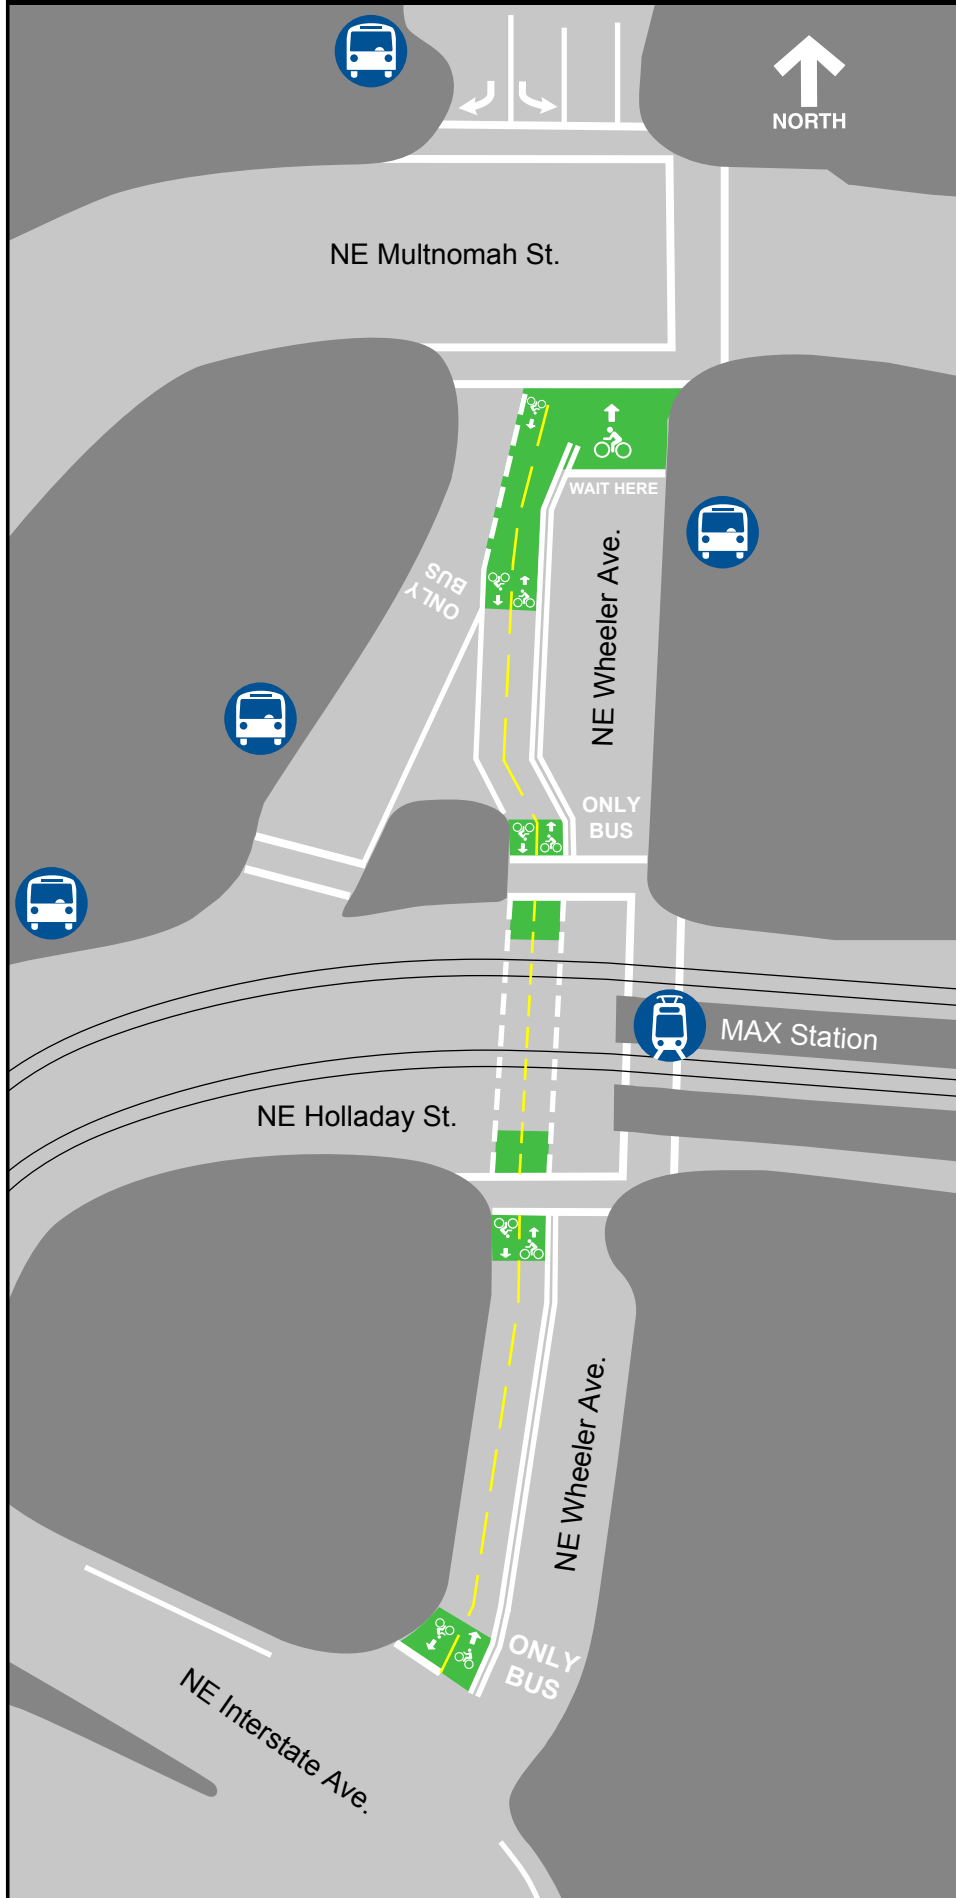 NORTH
NE Multnomah St.
WAIT HERE
NE Wheeler Ave.
ONLY
BUS
ONLY
BUS
MAX Station
NE Holladay St.
NE Wheeler Ave.
ONLY
BUS
NE Interstate Ave.